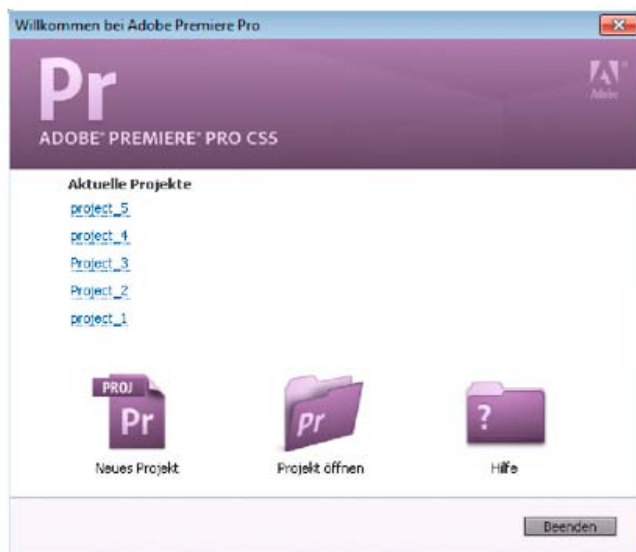 Willkommen bei Adobe Premiere Pro
Pr
Adobe
ADOBE® PREMIERE® PRO CS5
Aktuelle Projekte
project_5
project_4
Project_3
Project_2
project_1
PROJ
Pr
Pr
?
Neues Projekt
Projekt öffnen
Hilfe
Beenden